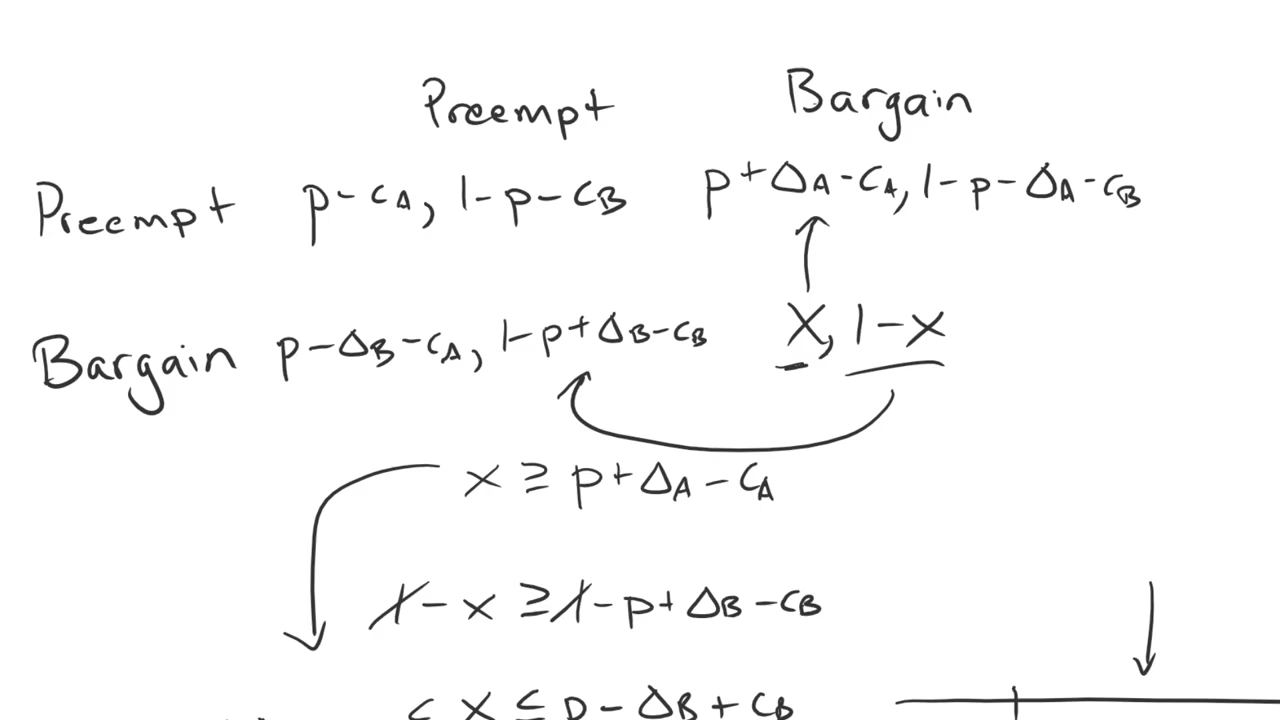 Preempt Bargain
Preempt p-cA, 1-p-cB p+ΔA-cA, 1-p-ΔA-cB
Bargain p-ΔB-cA, 1-p+ΔB-cB x, 1-x
x ≥ p+ΔA-cA
1-x ≥ 1-p+ΔB-cB
≤ x ≤ p-ΔB+cB